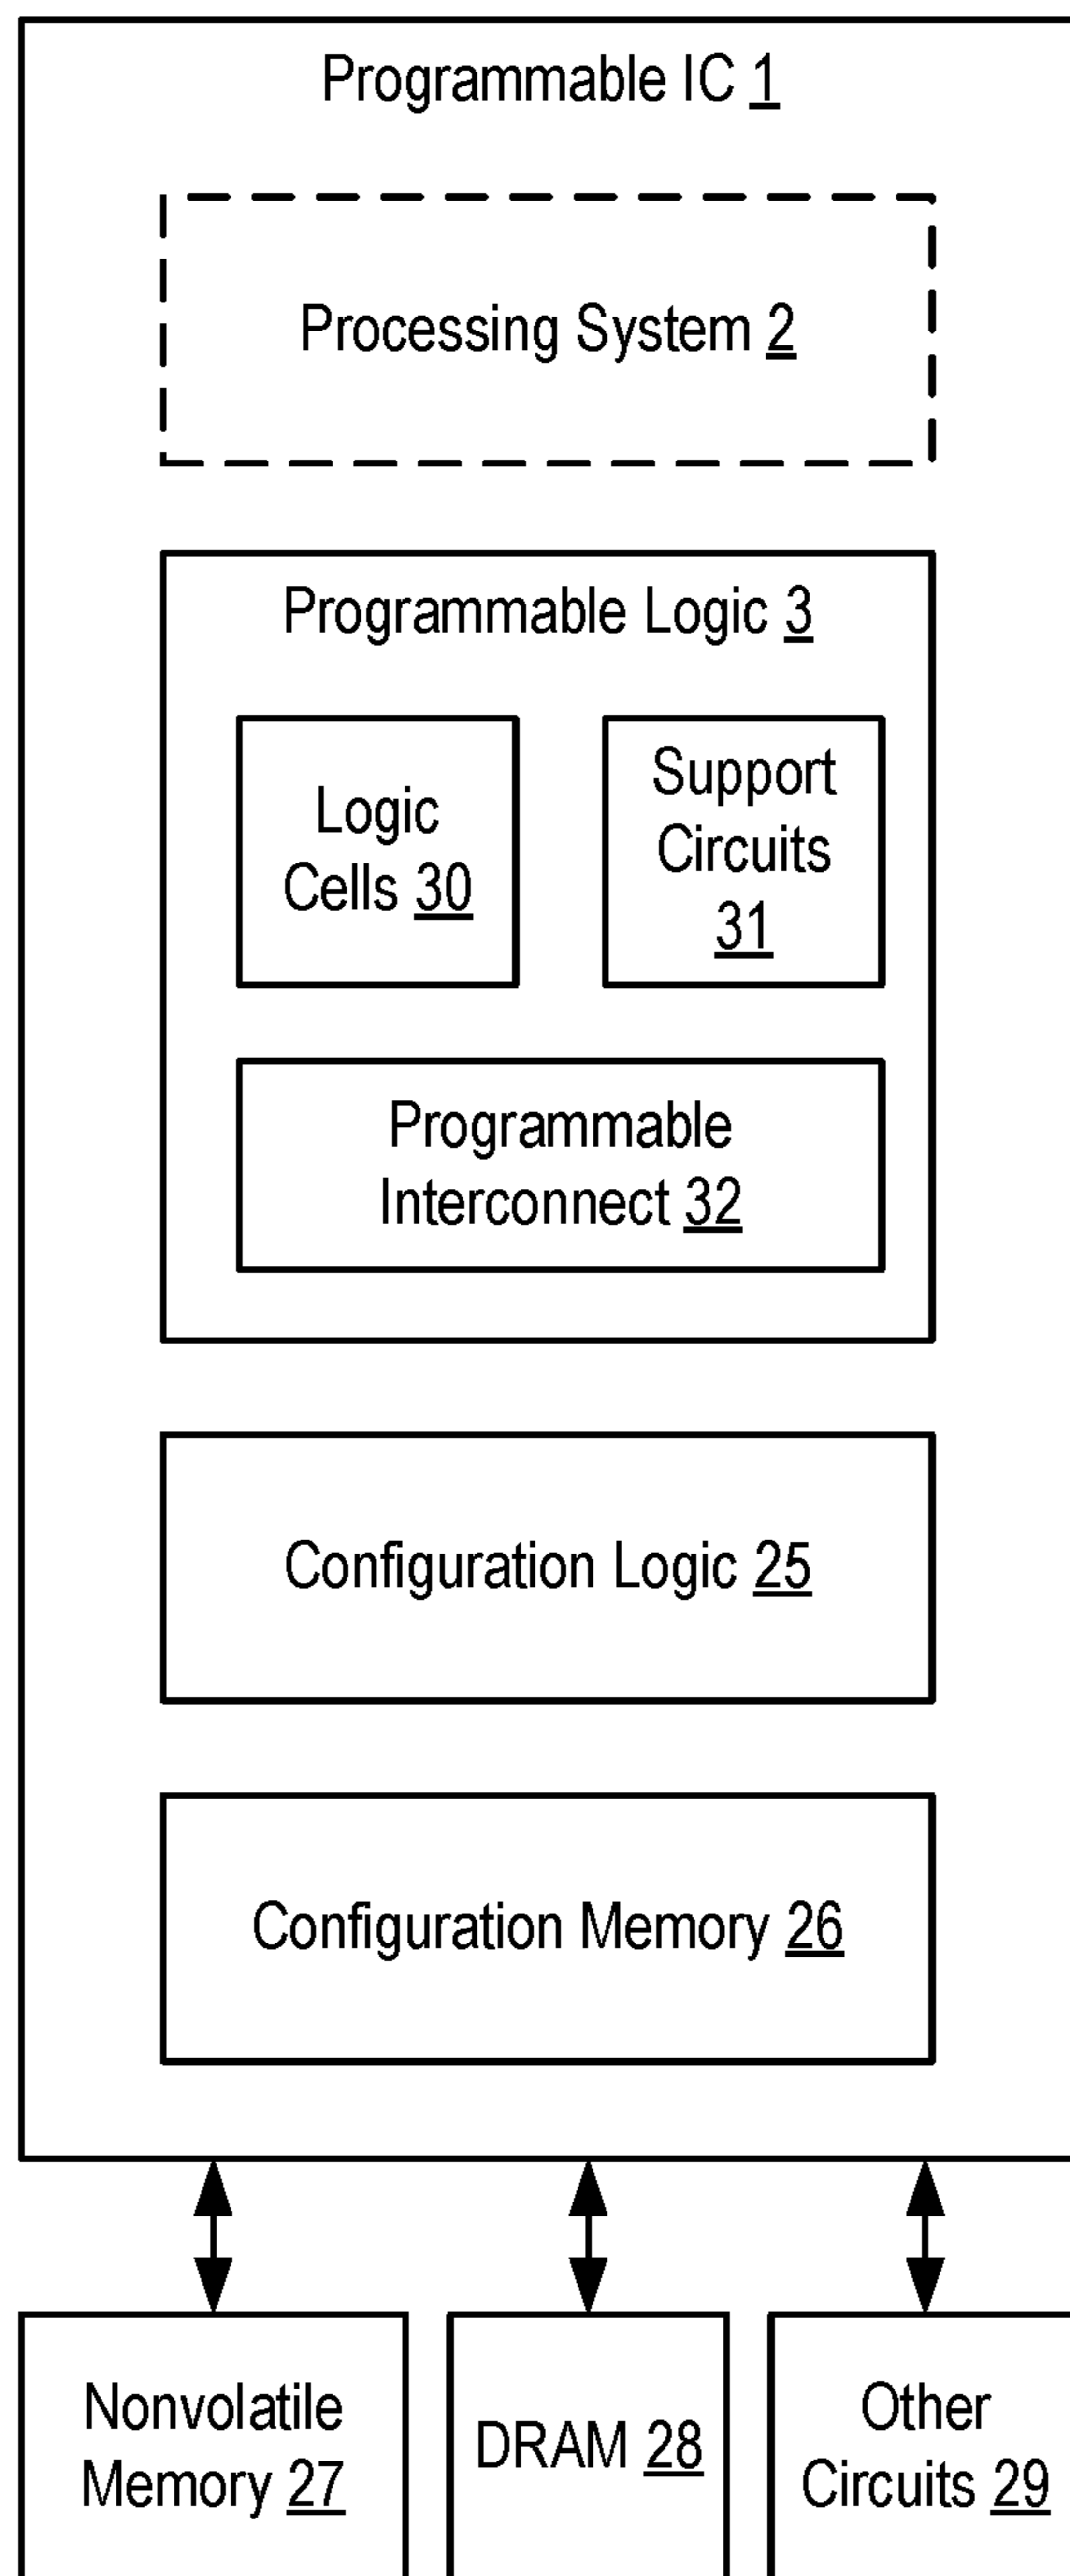 Programmable IC 1
Processing System 2
Programmable Logic 3
Logic
Cells 30
Support
Circuits
31
Programmable
Interconnect 32
Configuration Logic 25
Configuration Memory 26
Nonvolatile
Memory 27
DRAM 28
Other
Circuits 29